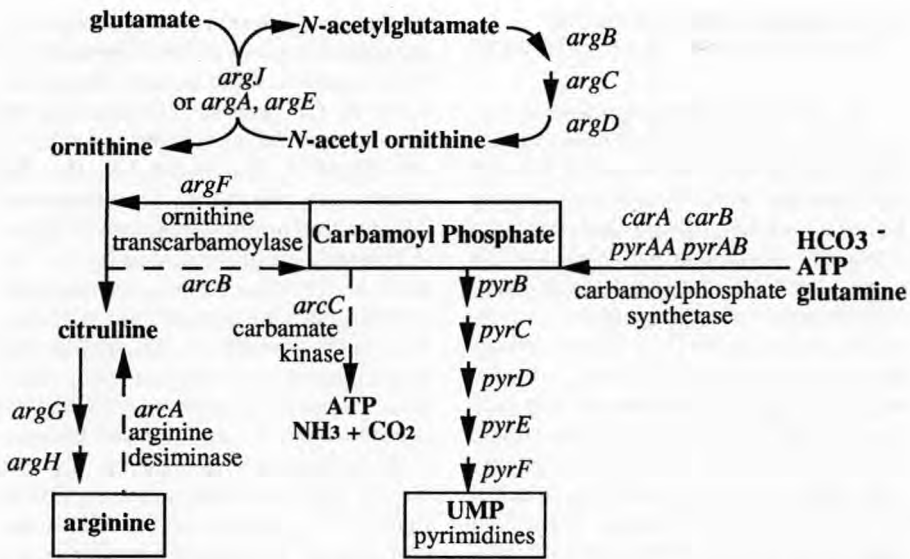 glutamate
N-acetylglutamate
argB
argC
argD
argJ
or argA, argE
N-acetyl ornithine
ornithine
argF
ornithine
transcarbamoylase
arcB
Carbamoyl Phosphate
carA carB
pyrAA pyrAB
carbamoylphosphate
synthetase
HCO3 -
ATP
glutamine
citrulline
arcC
carbamate
kinase
ATP
NH3 + CO2
pyrB
pyrC
pyrD
pyrE
pyrF
argG
argH
arcA
arginine
desiminase
arginine
UMP
pyrimidines